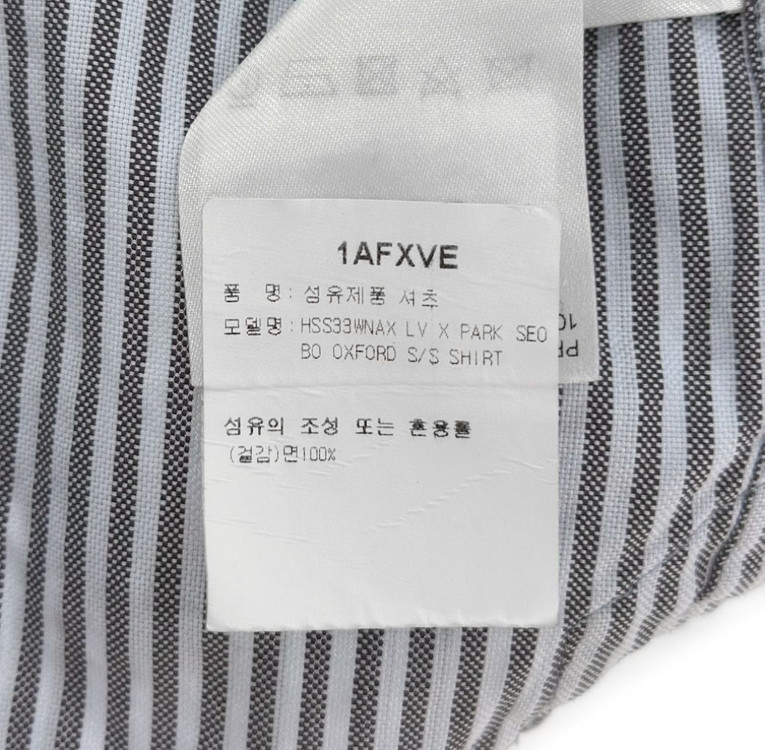 1AFXVE
품 명: 섬유제품 셔츠
모델명: HSS33WNAX LV X PARK SEO
BO OXFORD S/S SHIRT
섬유의 조성 또는 혼용률
(겉감)면100%